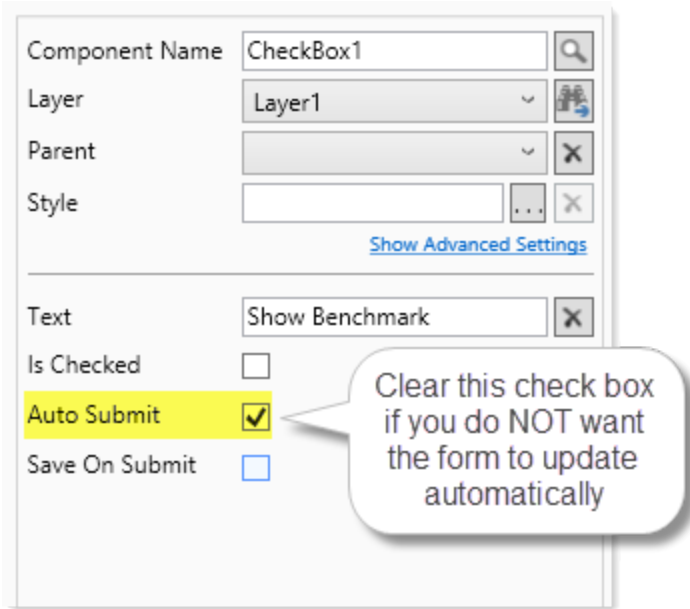 Component Name CheckBox1
Layer Layer1
Parent
Style ...
Show Advanced Settings
Text Show Benchmark
Is Checked
Auto Submit
Save On Submit
Clear this check box
if you do NOT want
the form to update
automatically